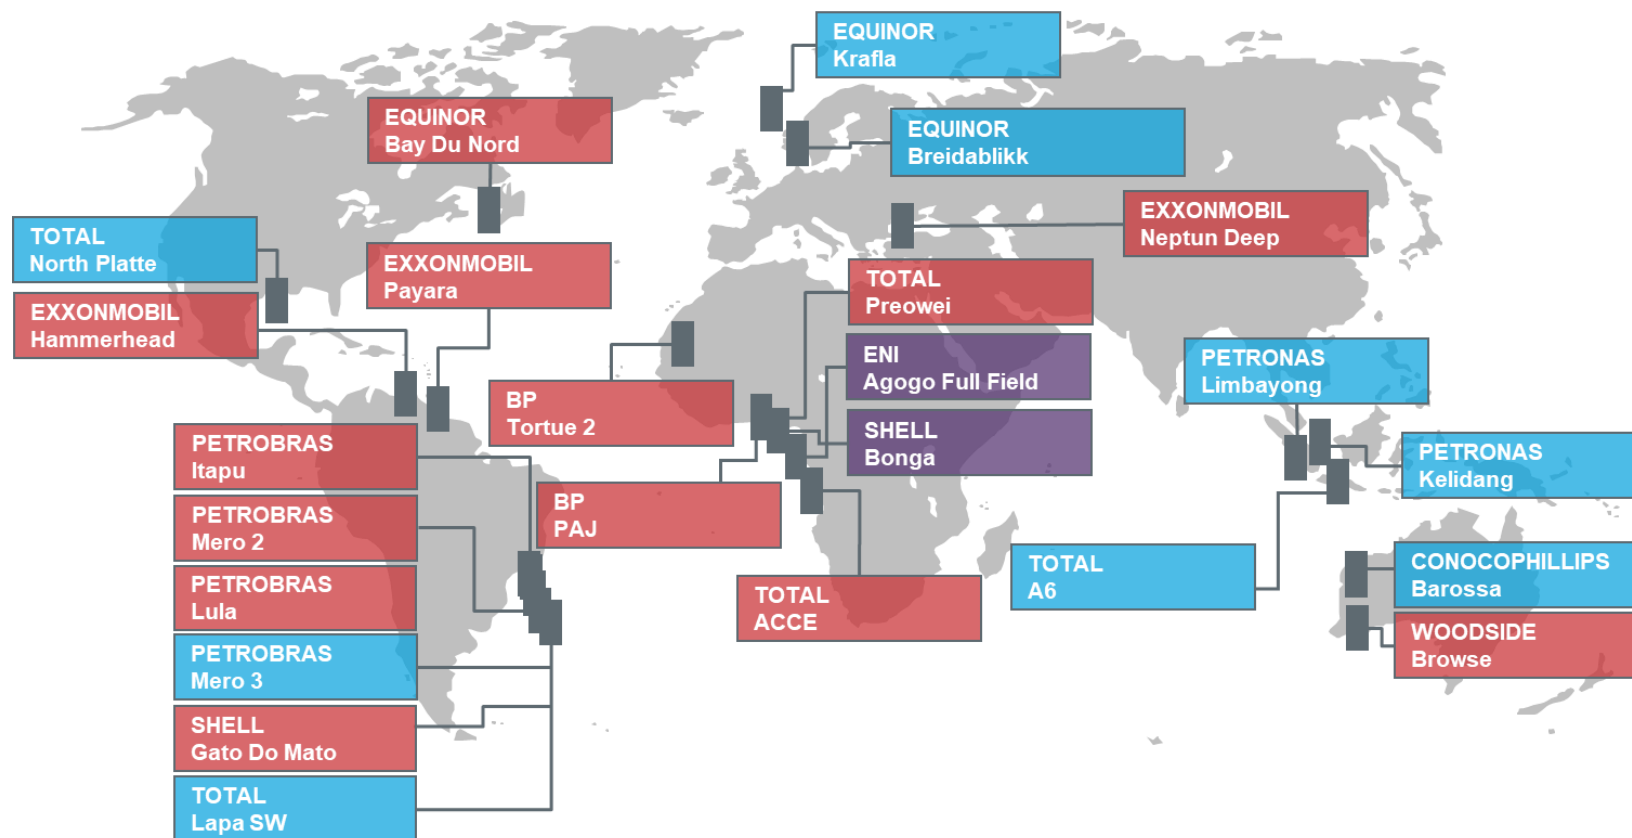 EQUINOR
Krafla
EQUINOR
Bay Du Nord
EQUINOR
Breidablikk
EXXONMOBIL
Neptun Deep
TOTAL
North Platte
EXXONMOBIL
Payara
TOTAL
Preowei
EXXONMOBIL
Hammerhead
ENI
Agogo Full Field
PETRONAS
Limbayong
BP
Tortue 2
SHELL
Bonga
PETROBRAS
Itapu
PETRONAS
Kelidang
BP
PAJ
PETROBRAS
Mero 2
TOTAL
A6
CONOCOPHILLIPS
Barossa
PETROBRAS
Lula
TOTAL
ACCE
WOODSIDE
Browse
PETROBRAS
Mero 3
SHELL
Gato Do Mato
TOTAL
Lapa SW